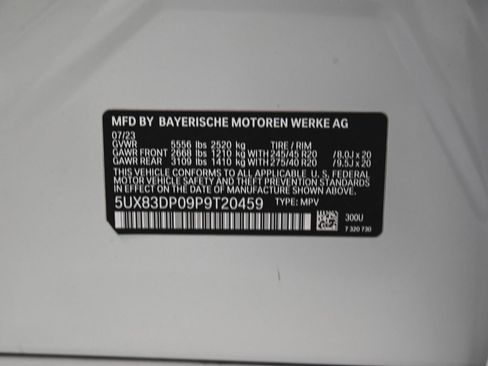 MFD BY BAYERISCHE MOTOREN WERKE AG
07/23
GVWR 5556 lbs 2520 kg TIRE / RIM
GAWR FRONT 2668 lbs 1210 kg WITH 245/45 R20 /8.0J x 20
GAWR REAR 3109 lbs 1410 kg WITH 275/40 R20 /9.5J x 20
THIS VEHICLE CONFORMS TO ALL APPLICABLE U. S. FEDERAL
MOTOR VEHICLE SAFETY AND THEFT PREVENTION STANDARDS
IN EFFECT ON THE DATE OF MANUFACTURE SHOWN ABOVE.
5UX83DP09P9T20459 TYPE: MPV
300U
7 320 730